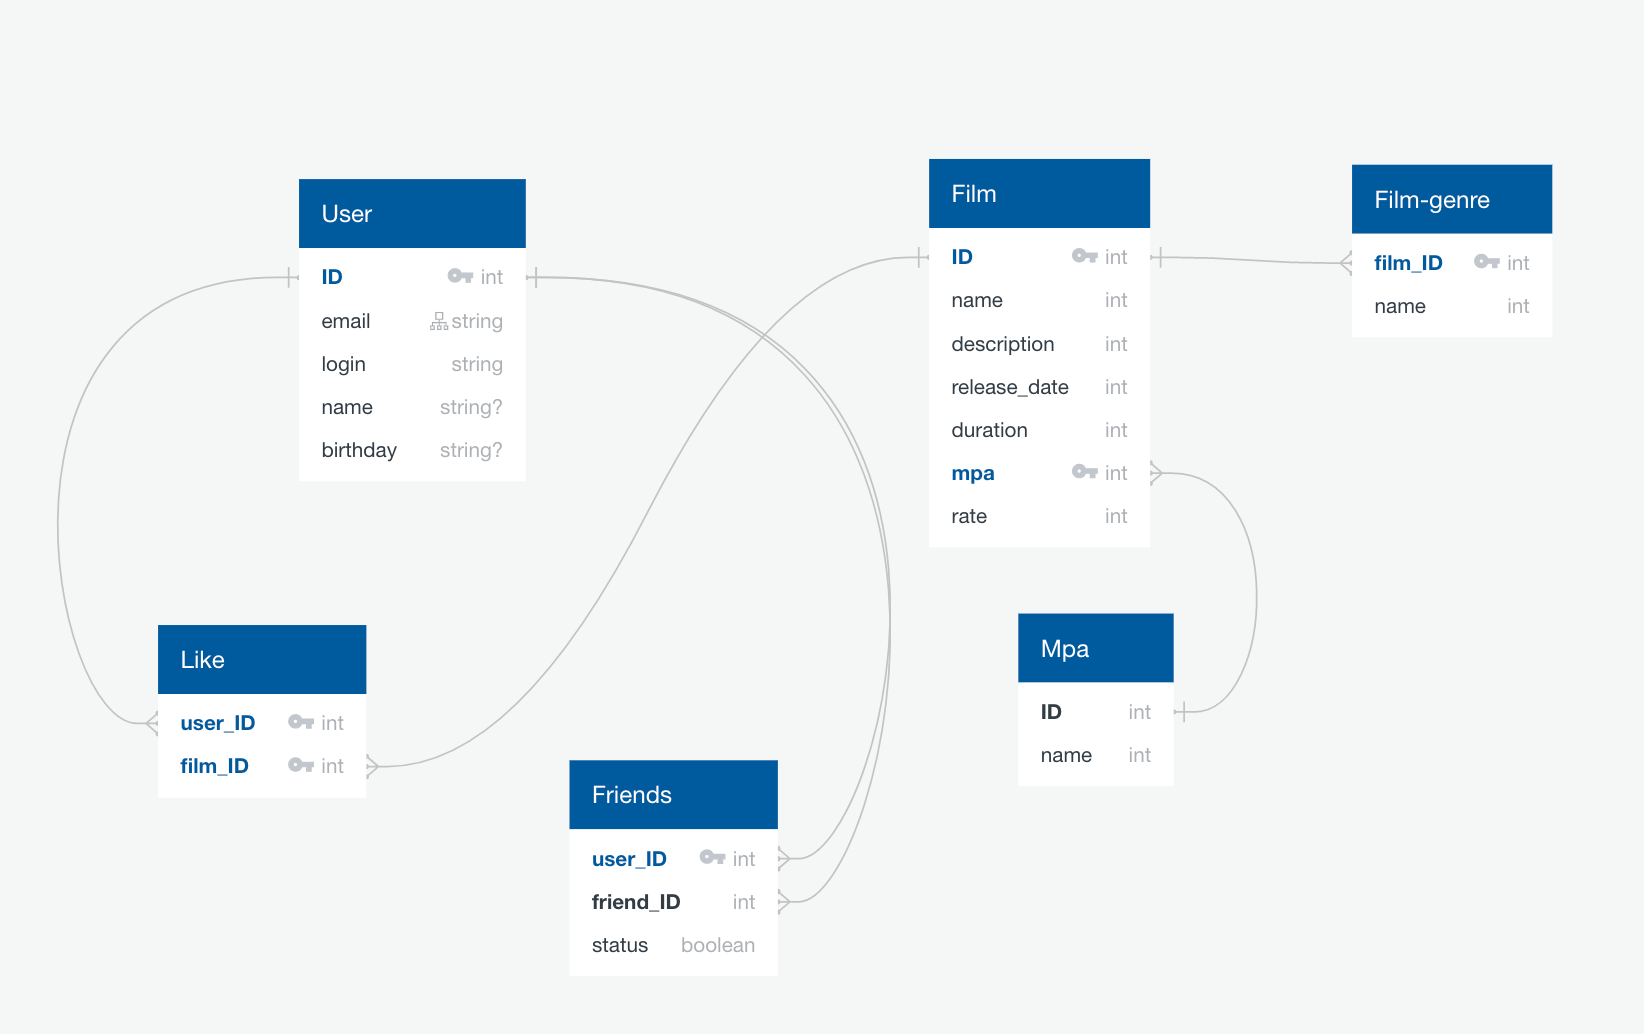 User
ID int
email string
login string
name string?
birthday string?
Film
ID int
name int
description int
release_date int
duration int
mpa int
rate int
Film-genre
film_ID int
name int
Like
user_ID int
film_ID int
Friends
user_ID int
friend_ID int
status boolean
Mpa
ID int
name int